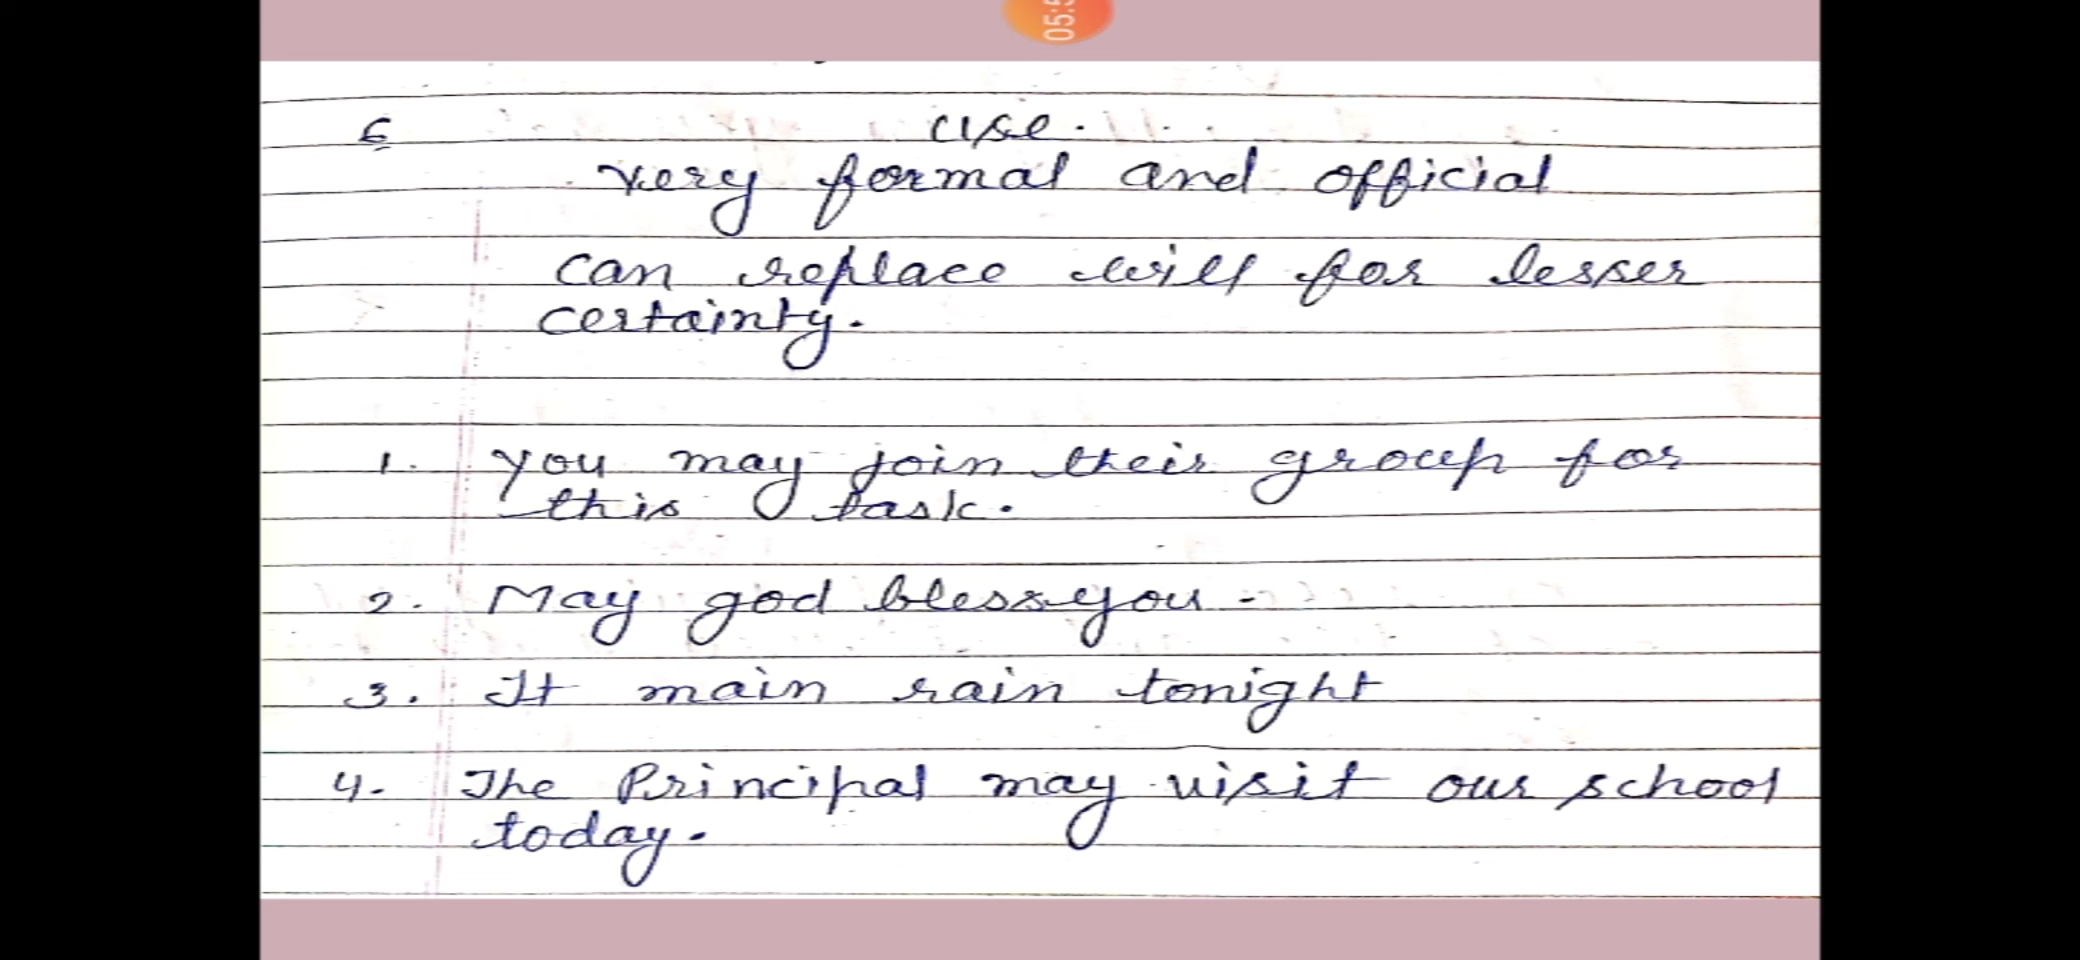 6
use.
very formal and official
can replace will for lesser
certainty.
1. you may join their group for
this task.
2. May god bless you.
3. It main rain tonight
4. The Principal may visit our school
today.